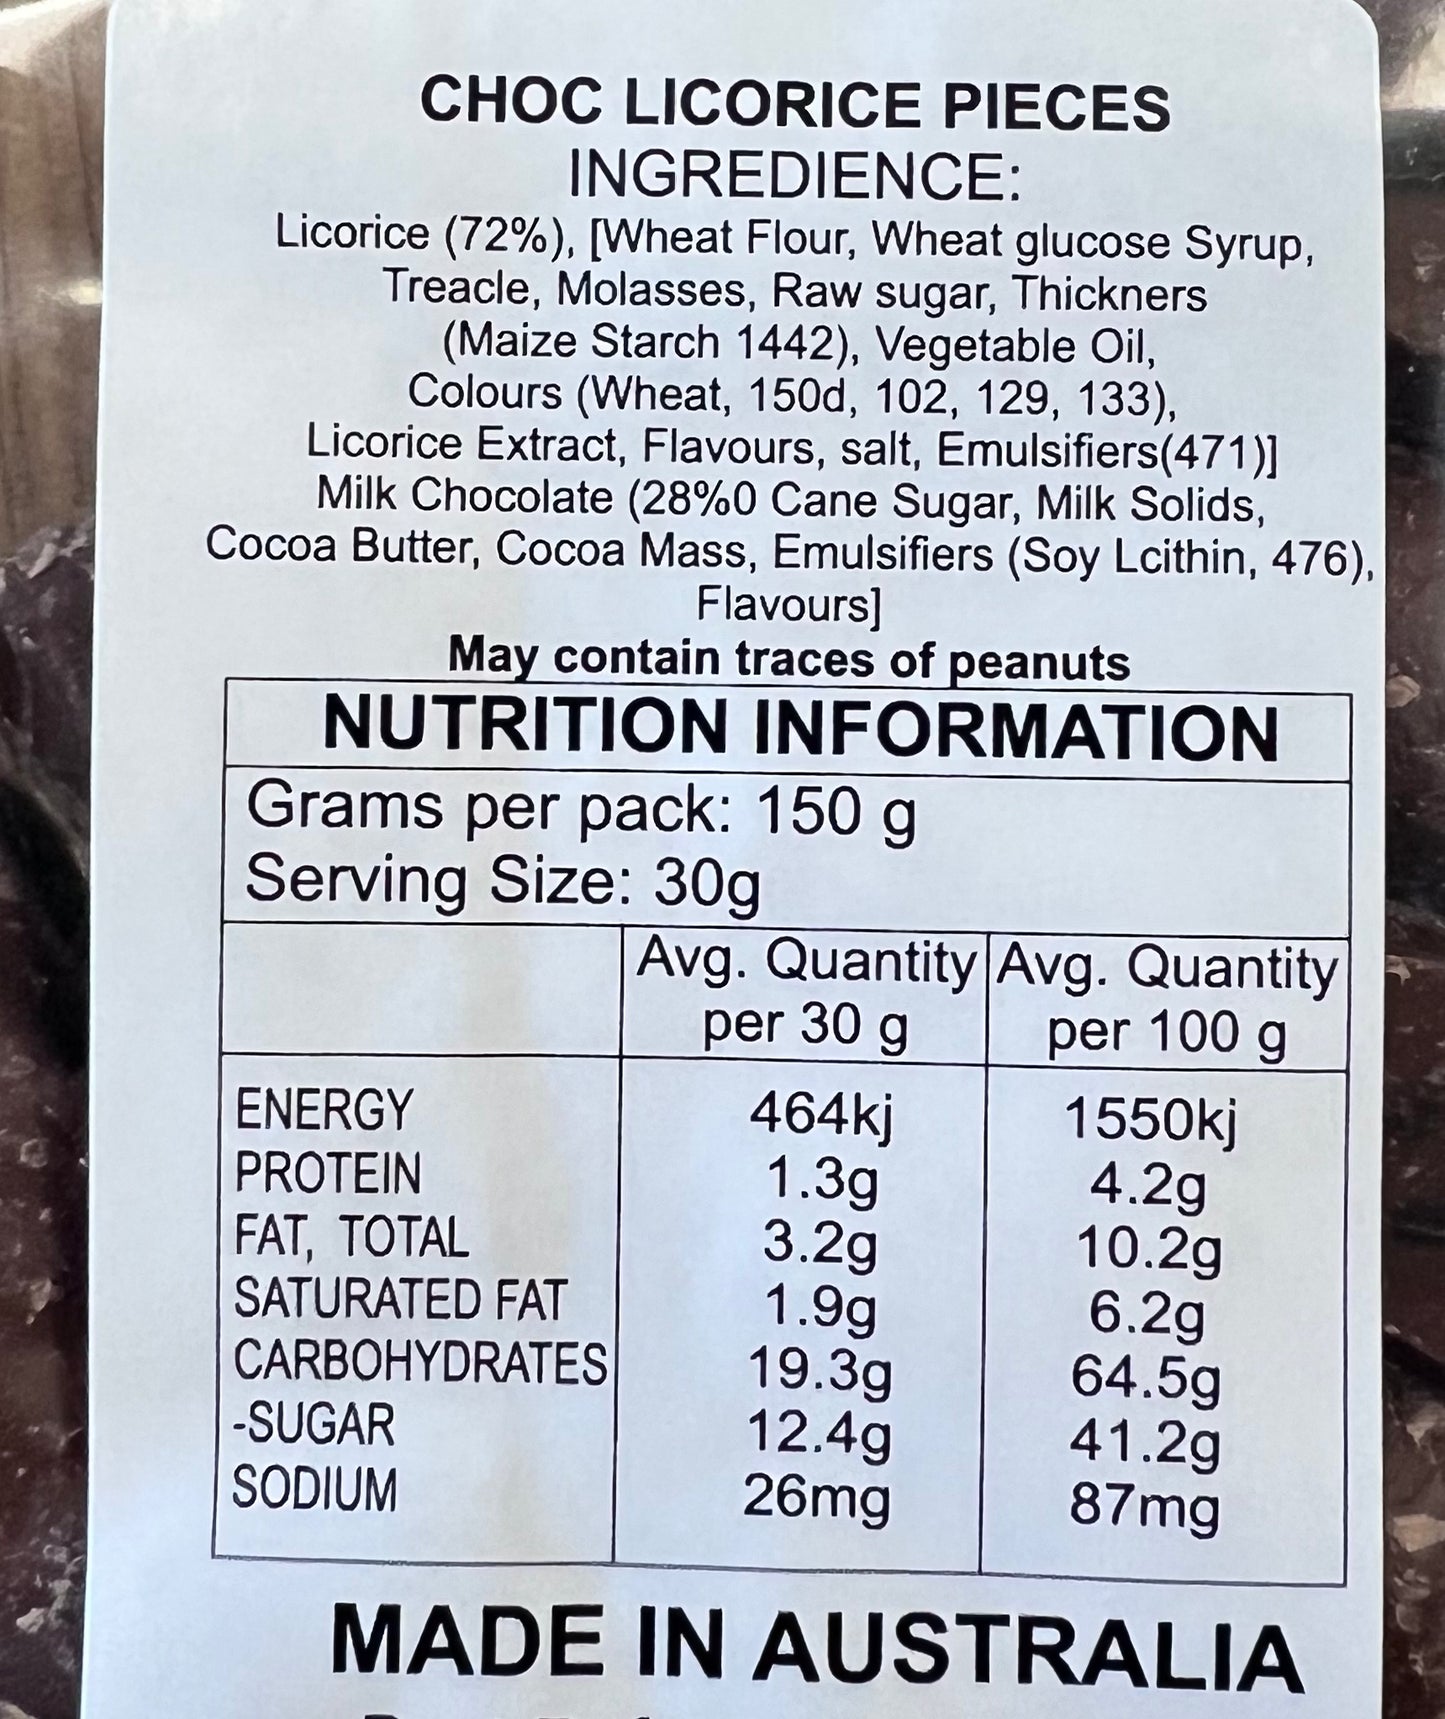 CHOC LICORICE PIECES
INGREDIENCE:
Licorice (72%), [Wheat Flour, Wheat glucose Syrup,
Treacle, Molasses, Raw sugar, Thickners
(Maize Starch 1442), Vegetable Oil,
Colours (Wheat, 150d, 102, 129, 133),
Licorice Extract, Flavours, salt, Emulsifiers(471)]
Milk Chocolate (28%0 Cane Sugar, Milk Solids,
Cocoa Butter, Cocoa Mass, Emulsifiers (Soy Lcithin, 476),
Flavours]
May contain traces of peanuts
NUTRITION INFORMATION
Grams per pack: 150 g
Serving Size: 30g
Avg. Quantity per 30 g Avg. Quantity per 100 g
ENERGY 464kj 1550kj
PROTEIN 1.3g 4.2g
FAT, TOTAL 3.2g 10.2g
SATURATED FAT 1.9g 6.2g
CARBOHYDRATES 19.3g 64.5g
-SUGAR 12.4g 41.2g
SODIUM 26mg 87mg
MADE IN AUSTRALIA